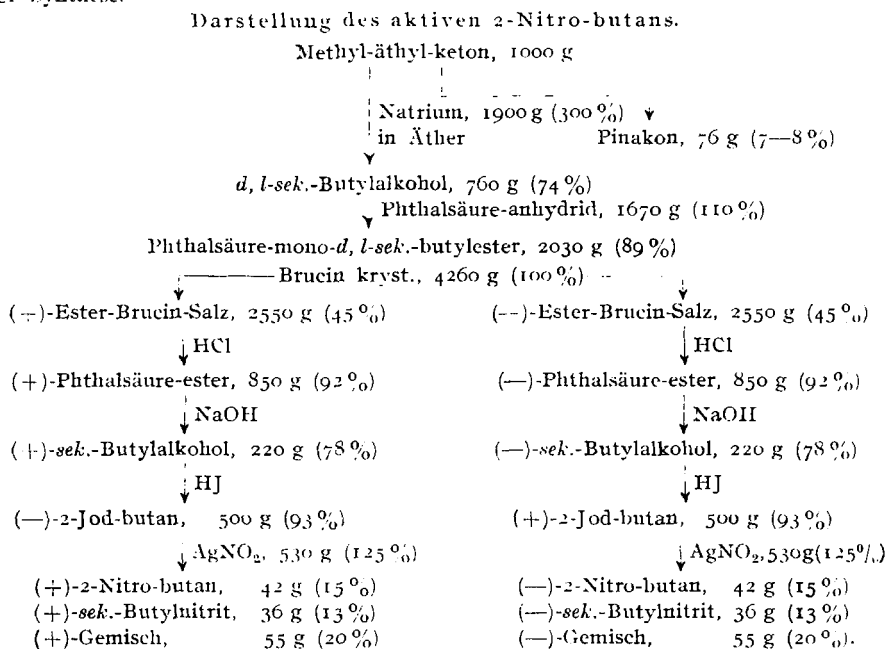 Darstellung des aktiven 2-Nitro-butans.
Methyl-äthyl-keton, 1000 g
Natrium, 1900 g (300 %)
in Äther Pinakon, 76 g (7—8 %)
d, l-sek.-Butylalkohol, 760 g (74 %)
Phthalsäure-anhydrid, 1670 g (110 %)
Phthalsäure-mono-d, l-sek.-butylester, 2030 g (89 %)
Brucin kryst., 4260 g (100 %)
(+)-Ester-Brucin-Salz, 2550 g (45 %) (—)-Ester-Brucin-Salz, 2550 g (45 %)
HCl HCl
(+)-Phthalsäure-ester, 850 g (92 %) (—)-Phthalsäure-ester, 850 g (92 %)
NaOH NaOH
(+)-sek.-Butylalkohol, 220 g (78 %) (—)-sek.-Butylalkohol, 220 g (78 %)
HJ HJ
(—)-2-Jod-butan, 500 g (93 %) (+)-2-Jod-butan, 500 g (93 %)
AgNO₂, 530 g (125 %) AgNO₂, 530g (125%)
(+)-2-Nitro-butan, 42 g (15 %) (—)-2-Nitro-butan, 42 g (15 %)
(+)-sek.-Butylnitrit, 36 g (13 %) (—)-sek.-Butylnitrit, 36 g (13 %)
(+)-Gemisch, 55 g (20 %) (—)-Gemisch, 55 g (20 %).